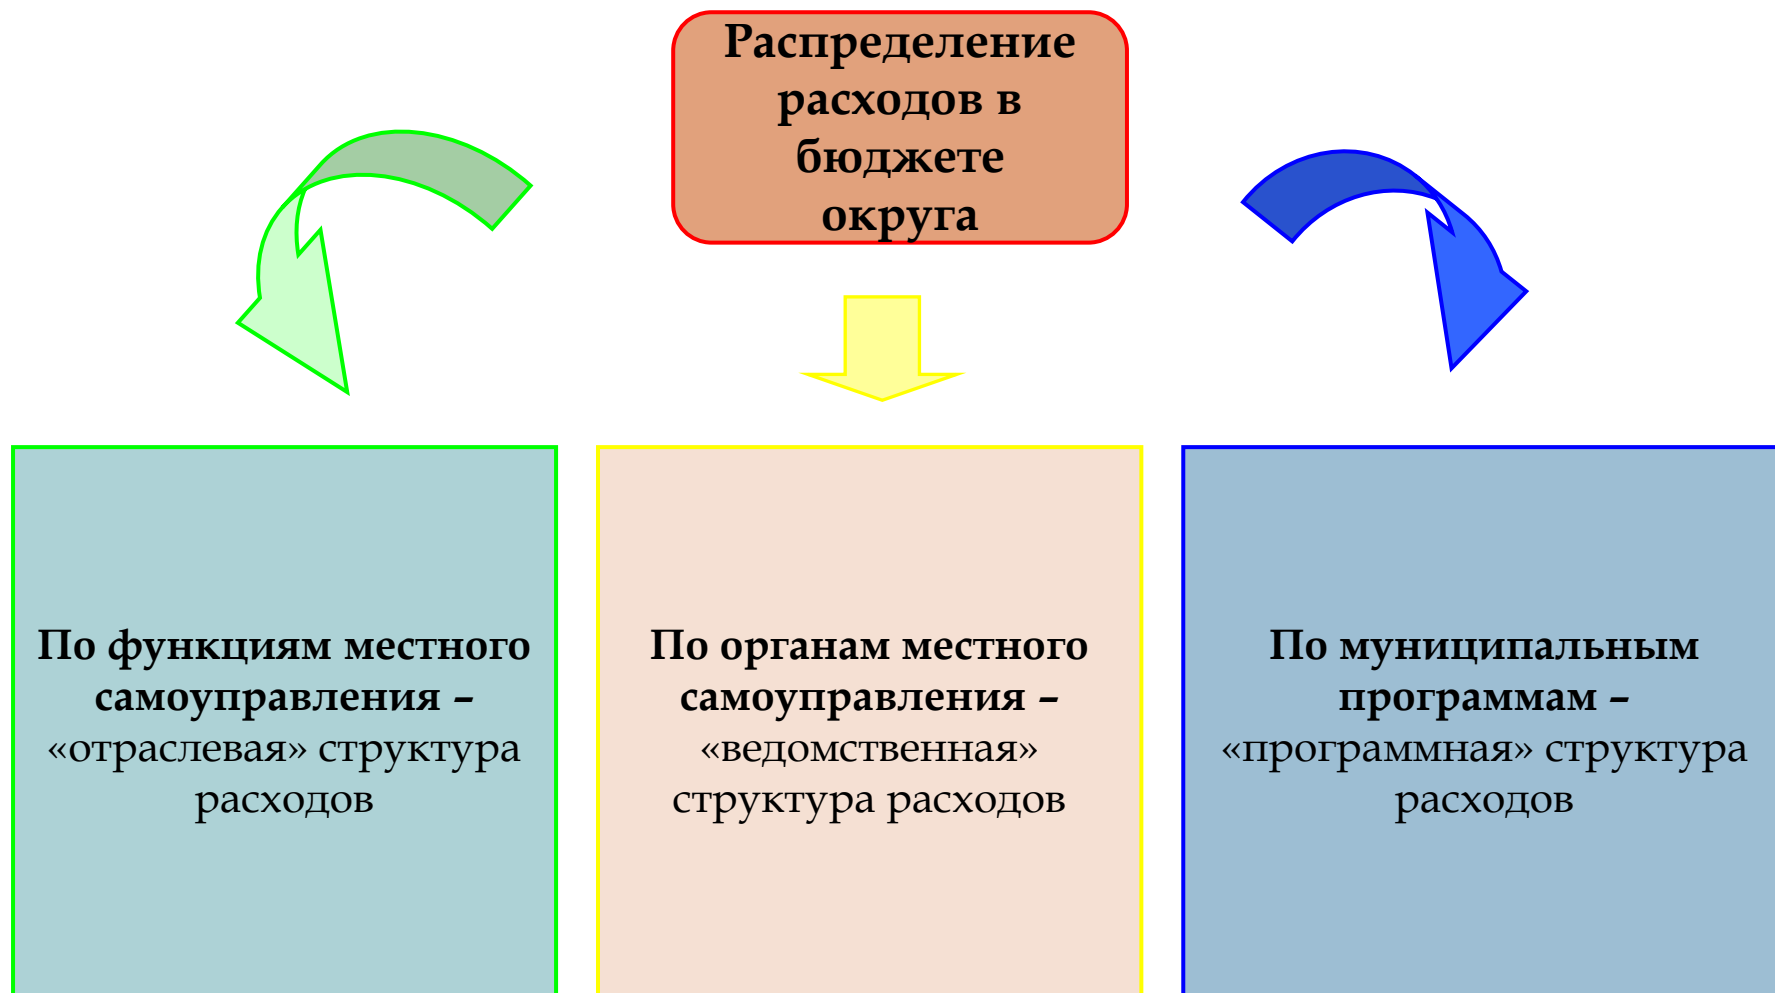 Распределение
расходов в
бюджете
округа
По функциям местного
самоуправления –
«отраслевая» структура
расходов
По органам местного
самоуправления –
«ведомственная»
структура расходов
По муниципальным
программам –
«программная» структура
расходов